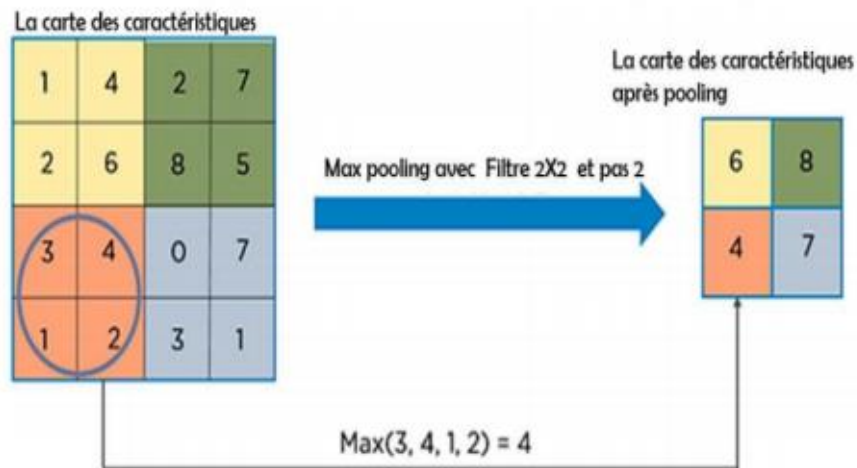 La carte des caractéristiques
1 4 2 7
2 6 8 5
3 4 0 7
1 2 3 1
Max pooling avec Filtre 2X2 et pas 2
La carte des caractéristiques
après pooling
6 8
4 7
Max(3, 4, 1, 2) = 4